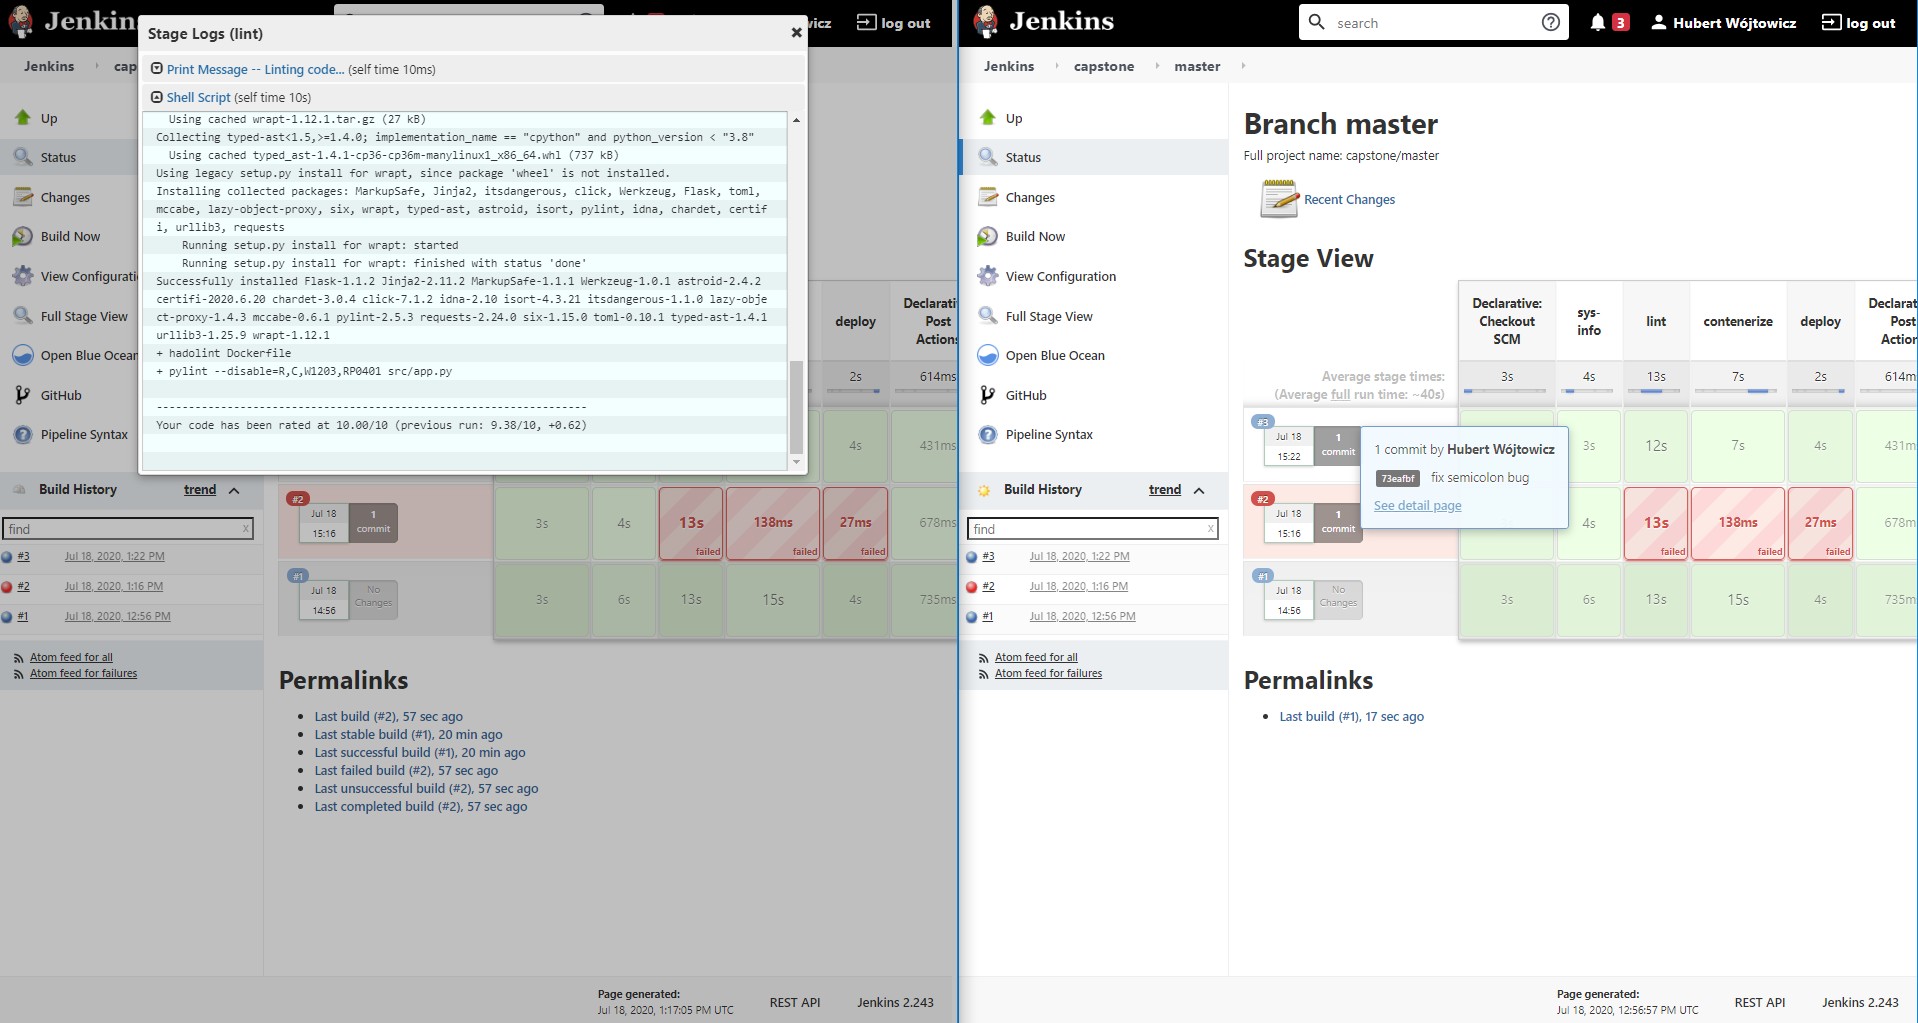 Jenkins
wicz
log out
Stage Logs (lint)
Print Message -- Linting code... (self time 10ms)
Shell Script (self time 10s)
Using cached wrapt-1.12.1.tar.gz (27 kB)
Collecting typed-ast<1.5,>=1.4.0; implementation_name == "cpython" and python_version < "3.8"
Using cached typed_ast-1.4.1-cp36-cp36m-manylinux1_x86_64.whl (737 kB)
Using legacy setup.py install for wrapt, since package 'wheel' is not installed.
Installing collected packages: MarkupSafe, Jinja2, itsdangerous, click, Werkzeug, Flask, toml,
mccabe, lazy-object-proxy, six, wrapt, typed-ast, astroid, isort, pylint, idna, chardet, certif
i, urllib3, requests
Running setup.py install for wrapt: started
Running setup.py install for wrapt: finished with status 'done'
Successfully installed Flask-1.1.2 Jinja2-2.11.2 MarkupSafe-1.1.1 Werkzeug-1.0.1 astroid-2.4.2
certifi-2020.6.20 chardet-3.0.4 click-7.1.2 idna-2.10 isort-4.3.21 itsdangerous-1.1.0 lazy-obje
ct-proxy-1.4.3 mccabe-0.6.1 pylint-2.5.3 requests-2.24.0 six-1.15.0 toml-0.10.1 typed-ast-1.4.1
urllib3-1.25.9 wrapt-1.12.1
+ hadolint Dockerfile
+ pylint --disable=R,C,W1203,RP0401 src/app.py
-------------------------------------------------------------------
Your code has been rated at 10.00/10 (previous run: 9.38/10, +0.62)
Jenkins cap
Up
Status
Changes
Build Now
View Configurati
Full Stage View
Open Blue Ocean
GitHub
Pipeline Syntax
Build History trend
find x
#3 Jul 18, 2020, 1:22 PM
#2 Jul 18, 2020, 1:16 PM
#1 Jul 18, 2020, 12:56 PM
Atom feed for all
Atom feed for failures
deploy
Declarati
Post
Actions
2s 614ms
4s 431ms
#2
Jul 18
15:16
1
commit
3s 4s 13s 138ms 27ms 678ms
failed failed failed
#1
Jul 18
14:56
No
Changes
3s 6s 13s 15s 4s 735ms
Permalinks
Last build (#2), 57 sec ago
Last stable build (#1), 20 min ago
Last successful build (#1), 20 min ago
Last failed build (#2), 57 sec ago
Last unsuccessful build (#2), 57 sec ago
Last completed build (#2), 57 sec ago
Page generated:
Jul 18, 2020, 1:17:05 PM UTC
REST API
Jenkins 2.243
Jenkins
search
3
Hubert Wójtowicz
log out
Jenkins capstone master
Up
Status
Changes
Build Now
View Configuration
Full Stage View
Open Blue Ocean
GitHub
Pipeline Syntax
Build History trend
find x
#3 Jul 18, 2020, 1:22 PM
#2 Jul 18, 2020, 1:16 PM
#1 Jul 18, 2020, 12:56 PM
Atom feed for all
Atom feed for failures
Branch master
Full project name: capstone/master
Recent Changes
Stage View
Declarative:
Checkout
SCM
sys-
info
lint
contenerize
deploy
Declarat
Post
Action
Average stage times:
(Average full run time: ~40s)
3s 4s 13s 7s 2s 614m
#3
Jul 18
15:22
1
commit
3s 12s 7s 4s 431m
1 commit by Hubert Wójtowicz
73eafbf fix semicolon bug
See detail page
#2
Jul 18
15:16
1
commit
4s 13s 138ms 27ms 678m
failed failed failed
#1
Jul 18
14:56
No
Changes
3s 6s 13s 15s 4s 735m
Permalinks
Last build (#1), 17 sec ago
Page generated:
Jul 18, 2020, 12:56:57 PM UTC
REST API
Jenkins 2.243